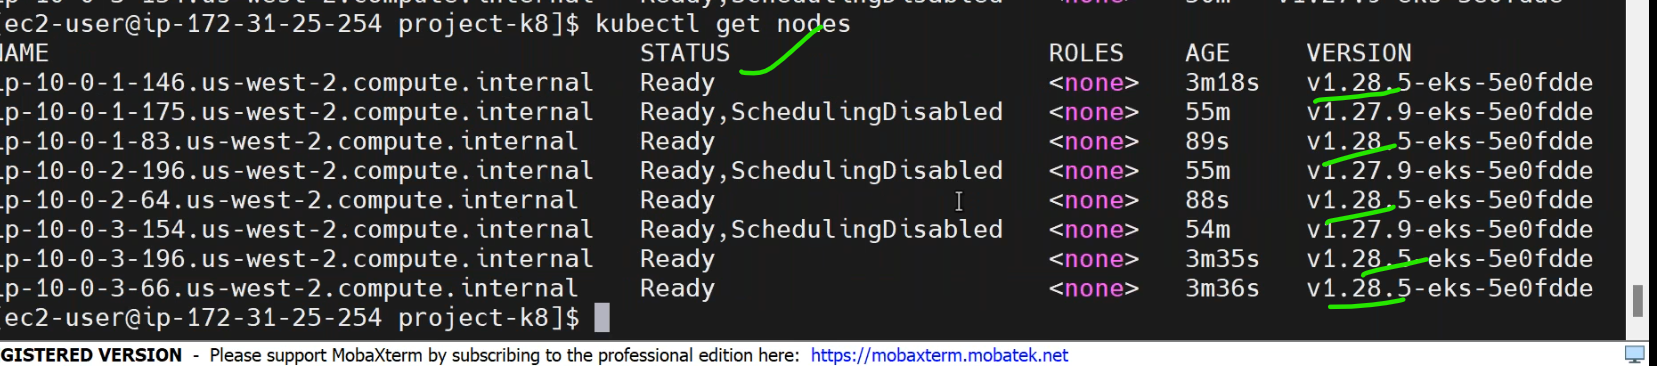 [ec2-user@ip-172-31-25-254 project-k8]$ kubectl get nodes
NAME STATUS ROLES AGE VERSION
ip-10-0-1-146.us-west-2.compute.internal Ready <none> 3m18s v1.28.5-eks-5e0fdde
ip-10-0-1-175.us-west-2.compute.internal Ready,SchedulingDisabled <none> 55m v1.27.9-eks-5e0fdde
ip-10-0-1-83.us-west-2.compute.internal Ready <none> 89s v1.28.5-eks-5e0fdde
ip-10-0-2-196.us-west-2.compute.internal Ready,SchedulingDisabled <none> 55m v1.27.9-eks-5e0fdde
ip-10-0-2-64.us-west-2.compute.internal Ready <none> 88s v1.28.5-eks-5e0fdde
ip-10-0-3-154.us-west-2.compute.internal Ready,SchedulingDisabled <none> 54m v1.27.9-eks-5e0fdde
ip-10-0-3-196.us-west-2.compute.internal Ready <none> 3m35s v1.28.5-eks-5e0fdde
ip-10-0-3-66.us-west-2.compute.internal Ready <none> 3m36s v1.28.5-eks-5e0fdde
[ec2-user@ip-172-31-25-254 project-k8]$
GISTERED VERSION - Please support MobaXterm by subscribing to the professional edition here: https://mobaxterm.mobatek.net